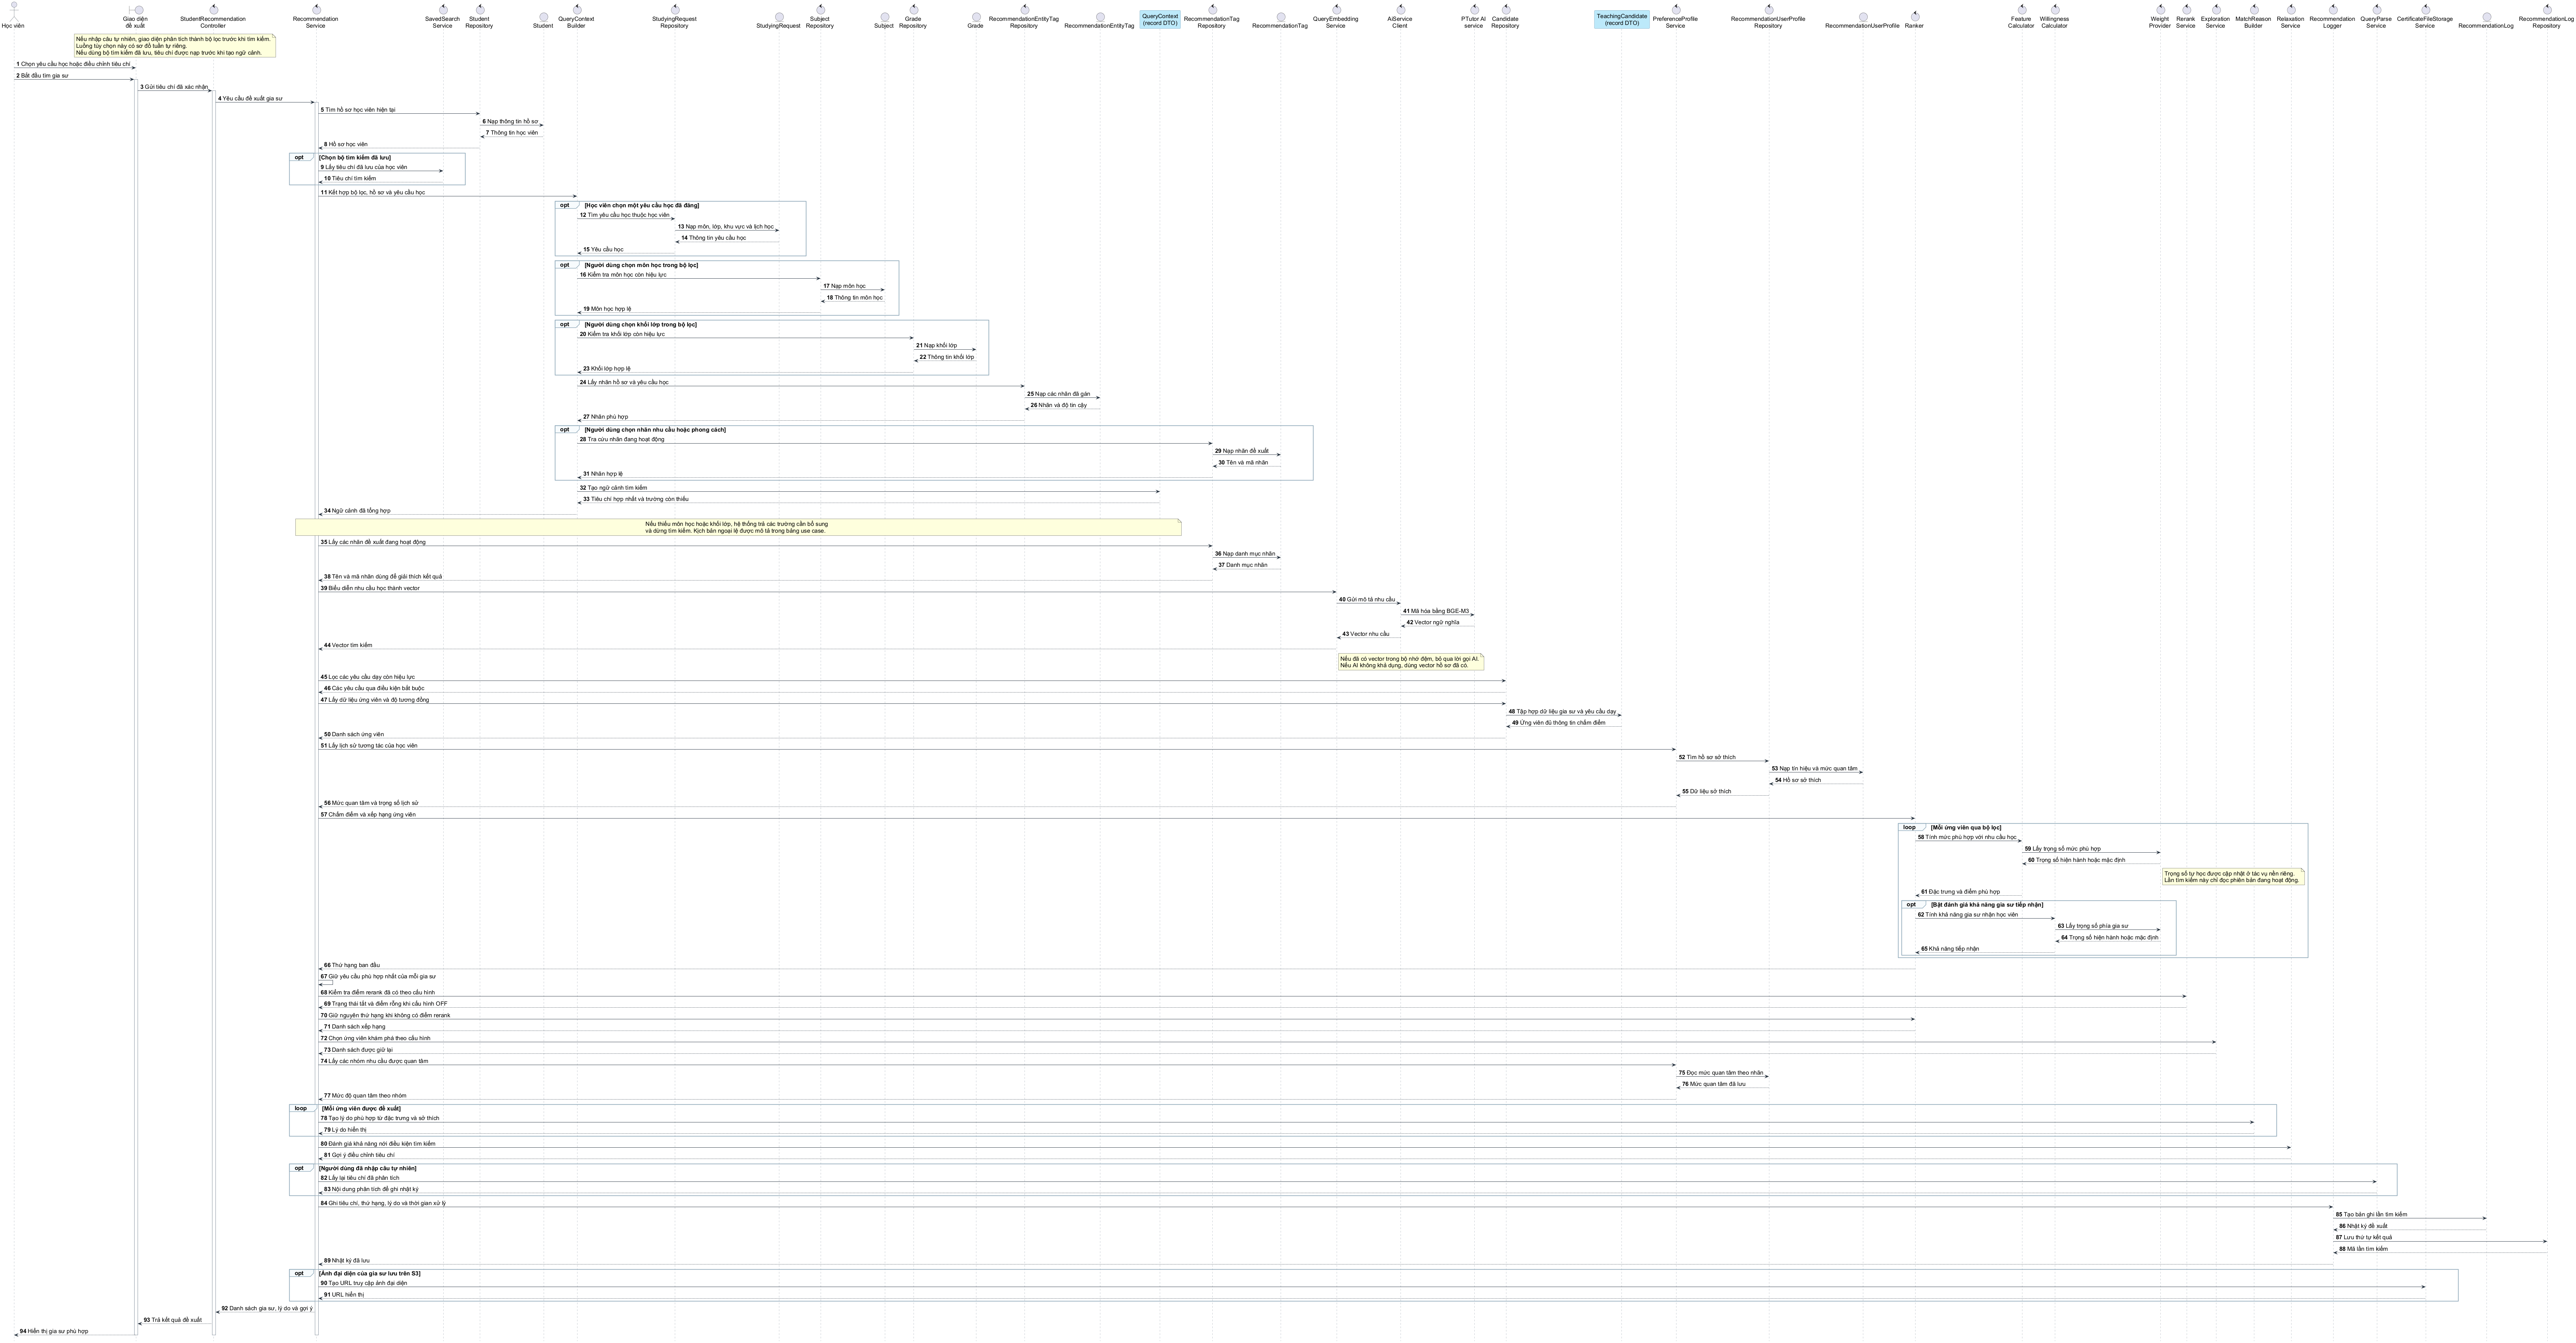 Học viên
Giao diện
đề xuất
StudentRecommendation
Controller
Recommendation
Service
SavedSearch
Service
Student
Repository
Student
QueryContext
Builder
StudyingRequest
Repository
StudyingRequest
Subject
Repository
Subject
Grade
Repository
Grade
RecommendationEntityTag
Repository
RecommendationEntityTag
QueryContext
(record DTO)
RecommendationTag
Repository
RecommendationTag
QueryEmbedding
Service
AiService
Client
PTutor AI
service
Candidate
Repository
TeachingCandidate
(record DTO)
PreferenceProfile
Service
RecommendationUserProfile
Repository
RecommendationUserProfile
Ranker
Feature
Calculator
Willingness
Calculator
Weight
Provider
Rerank
Service
Exploration
Service
MatchReason
Builder
Relaxation
Service
Recommendation
Logger
QueryParse
Service
CertificateFileStorage
Service
RecommendationLog
RecommendationLog
Repository
Nếu nhập câu tự nhiên, giao diện phân tích thành bộ lọc trước khi tìm kiếm.
Luồng tùy chọn này có sơ đồ tuần tự riêng.
Nếu dùng bộ tìm kiếm đã lưu, tiêu chí được nạp trước khi tạo ngữ cảnh.
1 Chọn yêu cầu học hoặc điều chỉnh tiêu chí
2 Bắt đầu tìm gia sư
3 Gửi tiêu chí đã xác nhận
4 Yêu cầu đề xuất gia sư
5 Tìm hồ sơ học viên hiện tại
6 Nạp thông tin hồ sơ
7 Thông tin học viên
8 Hồ sơ học viên
opt [Chọn bộ tìm kiếm đã lưu]
9 Lấy tiêu chí đã lưu của học viên
10 Tiêu chí tìm kiếm
11 Kết hợp bộ lọc, hồ sơ và yêu cầu học
opt [Học viên chọn một yêu cầu học đã đăng]
12 Tìm yêu cầu học thuộc học viên
13 Nạp môn, lớp, khu vực và lịch học
14 Thông tin yêu cầu học
15 Yêu cầu học
opt [Người dùng chọn môn học trong bộ lọc]
16 Kiểm tra môn học còn hiệu lực
17 Nạp môn học
18 Thông tin môn học
19 Môn học hợp lệ
opt [Người dùng chọn khối lớp trong bộ lọc]
20 Kiểm tra khối lớp còn hiệu lực
21 Nạp khối lớp
22 Thông tin khối lớp
23 Khối lớp hợp lệ
24 Lấy nhãn hồ sơ và yêu cầu học
25 Nạp các nhãn đã gán
26 Nhãn và độ tin cậy
27 Nhãn phù hợp
opt [Người dùng chọn nhãn nhu cầu hoặc phong cách]
28 Tra cứu nhãn đang hoạt động
29 Nạp nhãn đề xuất
30 Tên và mã nhãn
31 Nhãn hợp lệ
32 Tạo ngữ cảnh tìm kiếm
33 Tiêu chí hợp nhất và trường còn thiếu
34 Ngữ cảnh đã tổng hợp
Nếu thiếu môn học hoặc khối lớp, hệ thống trả các trường cần bổ sung
và dừng tìm kiếm. Kịch bản ngoại lệ được mô tả trong bảng use case.
35 Lấy các nhãn đề xuất đang hoạt động
36 Nạp danh mục nhãn
37 Danh mục nhãn
38 Tên và mã nhãn dùng để giải thích kết quả
39 Biểu diễn nhu cầu học thành vector
40 Gửi mô tả nhu cầu
41 Mã hóa bằng BGE-M3
42 Vector ngữ nghĩa
43 Vector nhu cầu
44 Vector tìm kiếm
Nếu đã có vector trong bộ nhớ đệm, bỏ qua lời gọi AI.
Nếu AI không khả dụng, dùng vector hồ sơ đã có.
45 Lọc các yêu cầu dạy còn hiệu lực
46 Các yêu cầu qua điều kiện bắt buộc
47 Lấy dữ liệu ứng viên và độ tương đồng
48 Tập hợp dữ liệu gia sư và yêu cầu dạy
49 Ứng viên đủ thông tin chấm điểm
50 Danh sách ứng viên
51 Lấy lịch sử tương tác của học viên
52 Tìm hồ sơ sở thích
53 Nạp tín hiệu và mức quan tâm
54 Hồ sơ sở thích
55 Dữ liệu sở thích
56 Mức quan tâm và trọng số lịch sử
57 Chấm điểm và xếp hạng ứng viên
loop [Mỗi ứng viên qua bộ lọc]
58 Tính mức phù hợp với nhu cầu học
59 Lấy trọng số mức phù hợp
60 Trọng số hiện hành hoặc mặc định
Trọng số tự học được cập nhật ở tác vụ nền riêng.
Lần tìm kiếm này chỉ đọc phiên bản đang hoạt động.
61 Đặc trưng và điểm phù hợp
opt [Bật đánh giá khả năng gia sư tiếp nhận]
62 Tính khả năng gia sư nhận học viên
63 Lấy trọng số phía gia sư
64 Trọng số hiện hành hoặc mặc định
65 Khả năng tiếp nhận
66 Thứ hạng ban đầu
67 Giữ yêu cầu phù hợp nhất của mỗi gia sư
68 Kiểm tra điểm rerank đã có theo cấu hình
69 Trạng thái tắt và điểm rỗng khi cấu hình OFF
70 Giữ nguyên thứ hạng khi không có điểm rerank
71 Danh sách xếp hạng
72 Chọn ứng viên khám phá theo cấu hình
73 Danh sách được giữ lại
74 Lấy các nhóm nhu cầu được quan tâm
75 Đọc mức quan tâm theo nhãn
76 Mức quan tâm đã lưu
77 Mức độ quan tâm theo nhóm
loop [Mỗi ứng viên được đề xuất]
78 Tạo lý do phù hợp từ đặc trưng và sở thích
79 Lý do hiển thị
80 Đánh giá khả năng nới điều kiện tìm kiếm
81 Gợi ý điều chỉnh tiêu chí
opt [Người dùng đã nhập câu tự nhiên]
82 Lấy lại tiêu chí đã phân tích
83 Nội dung phân tích để ghi nhật ký
84 Ghi tiêu chí, thứ hạng, lý do và thời gian xử lý
85 Tạo bản ghi lần tìm kiếm
86 Nhật ký đề xuất
87 Lưu thứ tự kết quả
88 Mã lần tìm kiếm
89 Nhật ký đã lưu
opt [Ảnh đại diện của gia sư lưu trên S3]
90 Tạo URL truy cập ảnh đại diện
91 URL hiển thị
92 Danh sách gia sư, lý do và gợi ý
93 Trả kết quả đề xuất
94 Hiển thị gia sư phù hợp